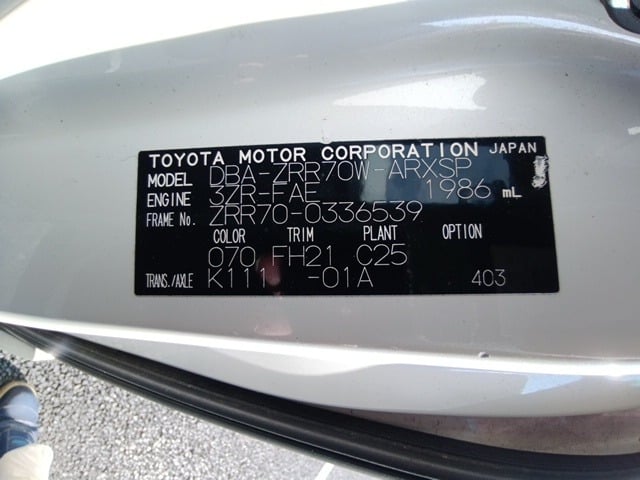 TOYOTA MOTOR CORPORATION JAPAN
MODEL DBA-ZRR70W-ARXSP
ENGINE 3ZR-FAE 1986 mL
FRAME No. ZRR70-0336539
COLOR TRIM PLANT OPTION
070 FH21 C25
TRANS./AXLE K111 -01A 403